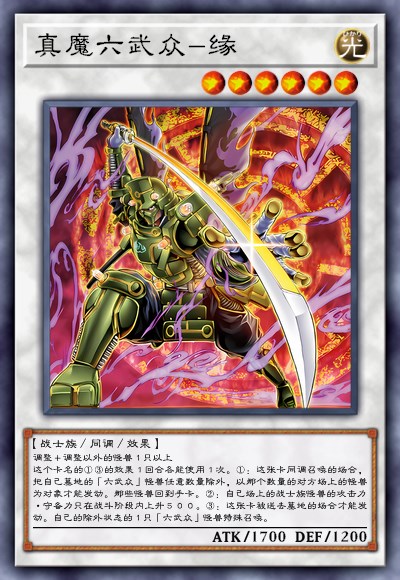 真魔六武众-缘
光
【战士族/同调/效果】
调整＋调整以外的怪兽1只以上
这个卡名的①③的效果1回合各能使用1次。①：这张卡同调召唤的场合，
把自己墓地的「六武众」怪兽任意数量除外，以那个数量的对方场上的怪兽
为对象才能发动。那些怪兽回到手卡。②：自己场上的战士族怪兽的攻击力
·守备力只在战斗阶段内上升500。③：这张卡被送去墓地的场合才能发
动。自己的除外状态的1只「六武众」怪兽特殊召唤。
ATK/1700 DEF/1200